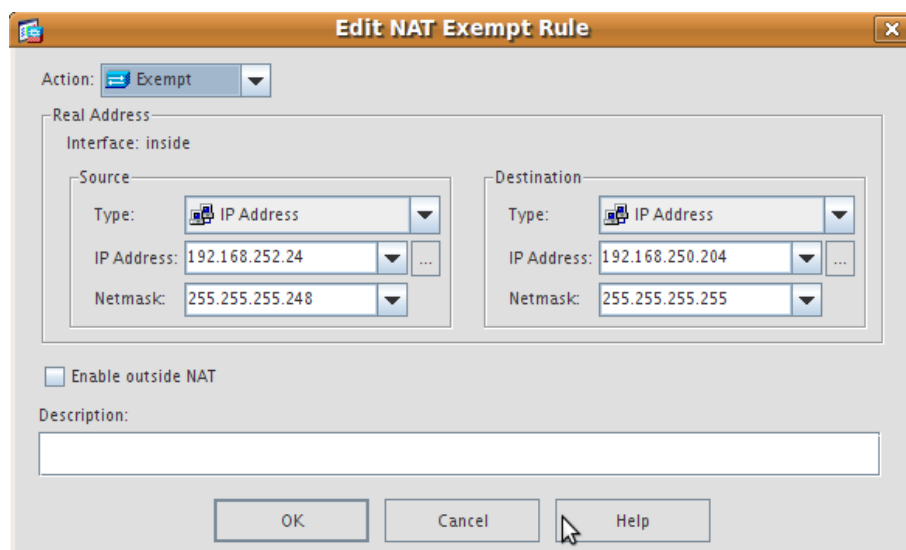 Edit NAT Exempt Rule
Action: Exempt
Real Address
Interface: inside
Source
Type: IP Address
IP Address: 192.168.252.24 ...
Netmask: 255.255.255.248
Destination
Type: IP Address
IP Address: 192.168.250.204 ...
Netmask: 255.255.255.255
Enable outside NAT
Description:
OK Cancel Help